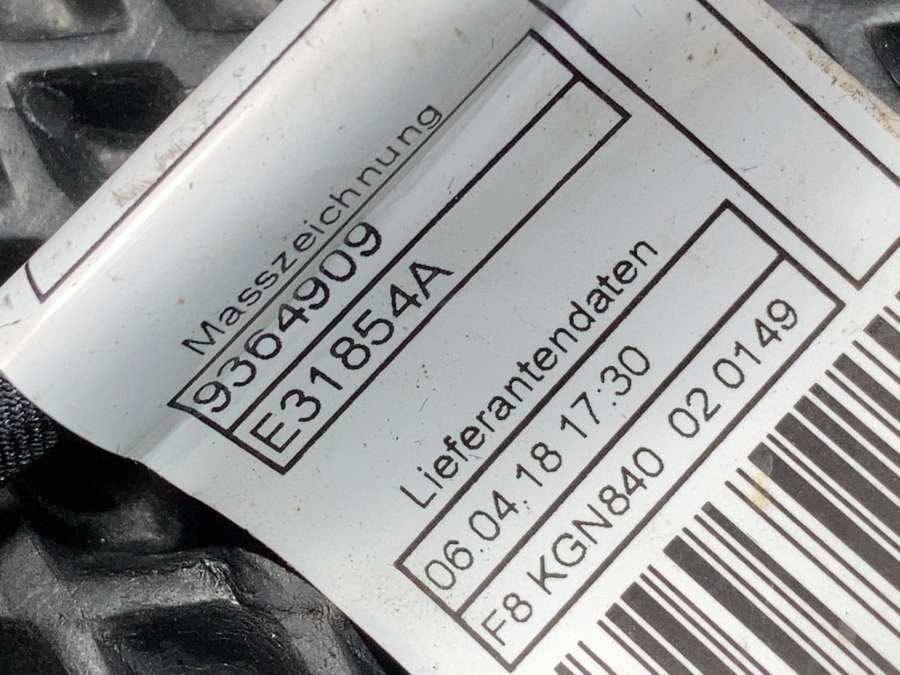 Masszeichnung
9364909
E31854A
Lieferantendaten
06.04.18 17:30
F8 KGN840 02 0149